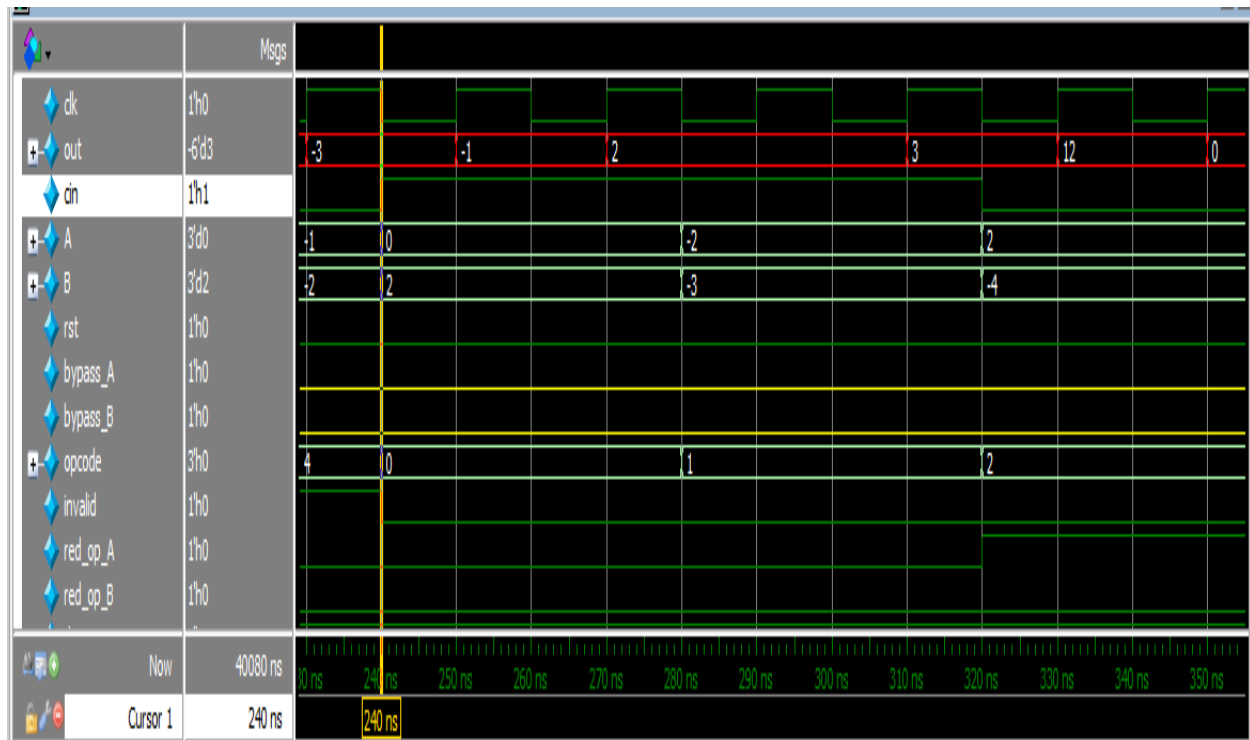 Msgs
clk 1'h0
out -6'd3 -3 -1 2 3 12 0
cin 1'h1
A 3'd0 -1 0 -2 2
B 3'd2 -2 2 -3 -4
rst 1'h0
bypass_A 1'h0
bypass_B 1'h0
opcode 3'h0 4 0 1 2
invalid 1'h0
red_op_A 1'h0
red_op_B 1'h0
Now 40080 ns 240 ns 250 ns 260 ns 270 ns 280 ns 290 ns 300 ns 310 ns 320 ns 330 ns 340 ns 350 ns
Cursor 1 240 ns 240 ns